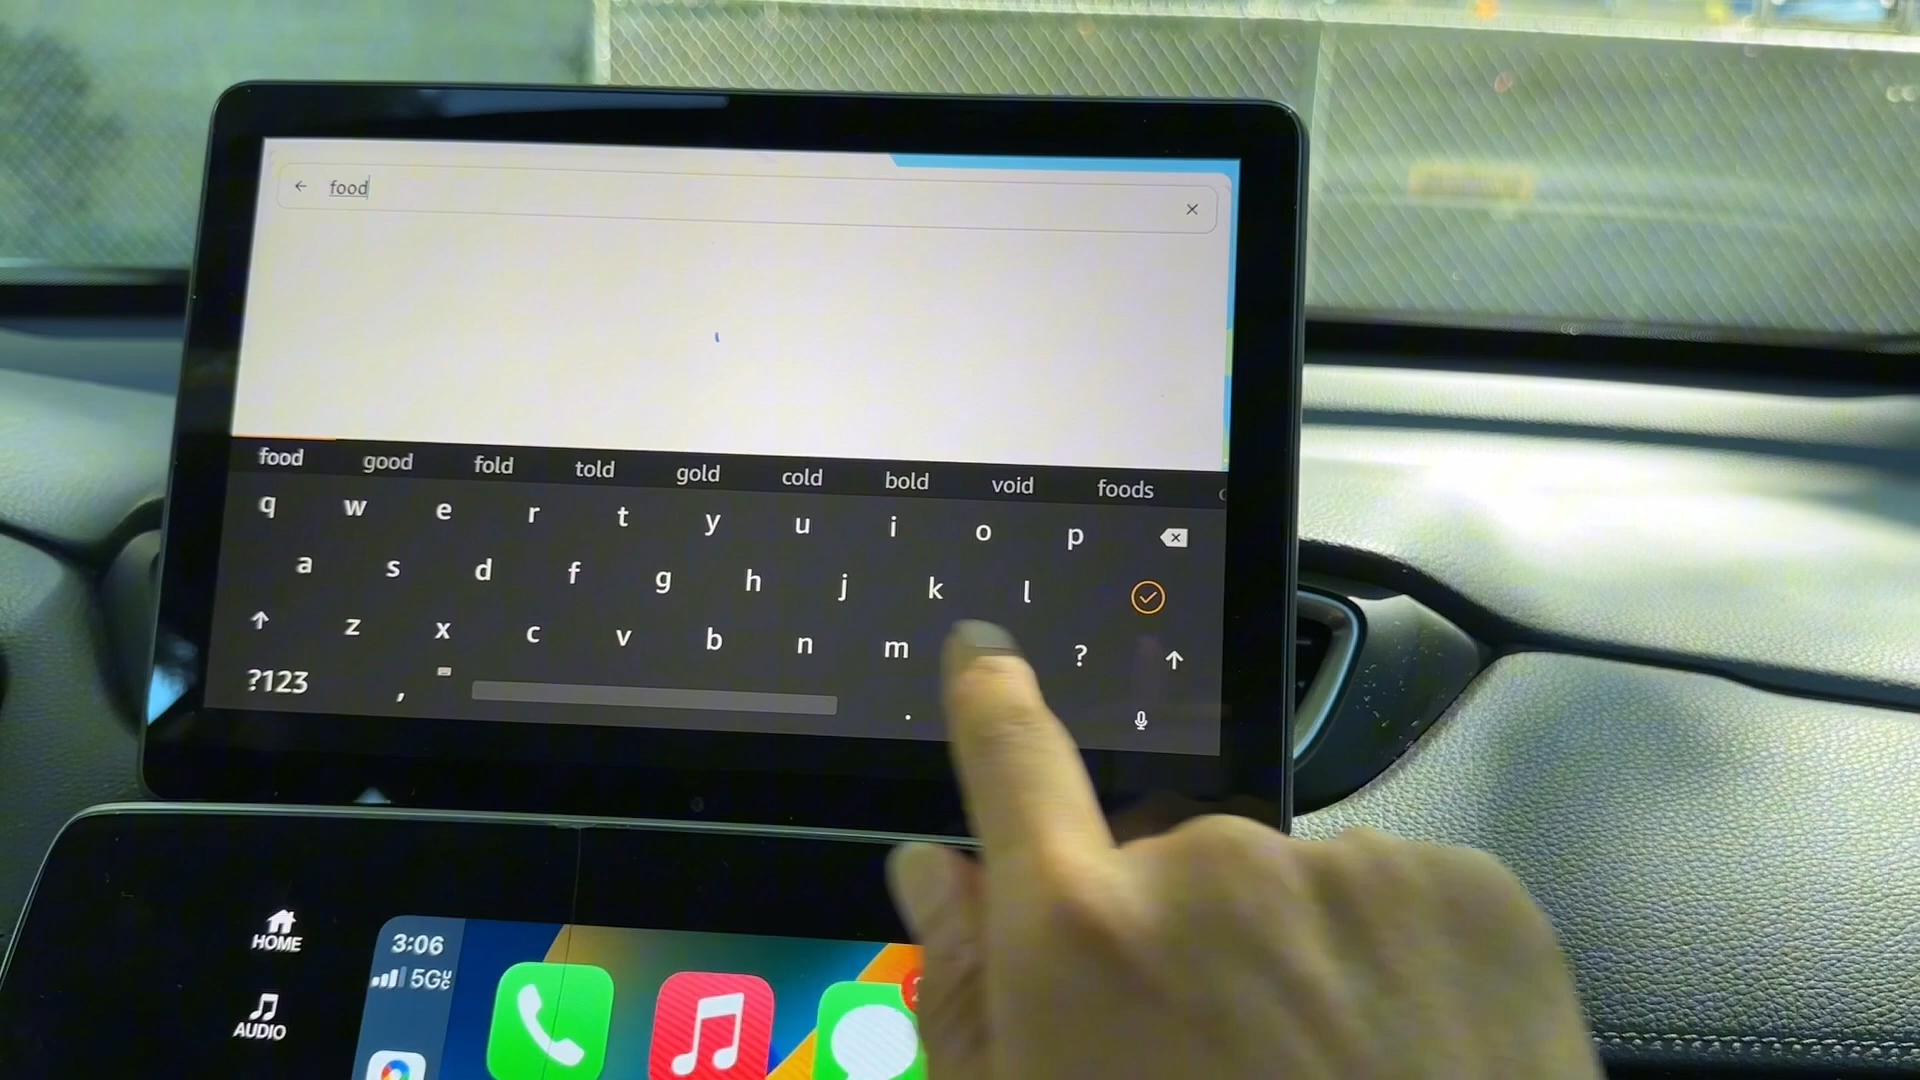 food
food good fold told gold cold bold void foods
q w e r t y u i o p
a s d f g h j k l
z x c v b n m ?
?123 , .
HOME
3:06
5G
AUDIO